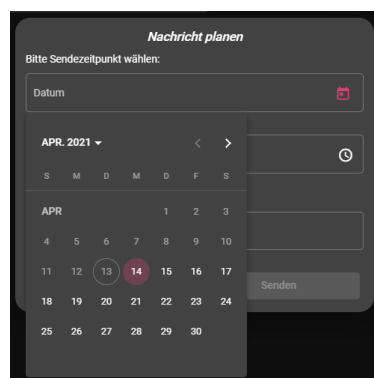 Nachricht planen
Bitte Sendezeitpunkt wählen:
Datum
APR. 2021
S M D M D F S
APR 1 2 3
4 5 6 7 8 9 10
11 12 13 14 15 16 17
18 19 20 21 22 23 24
Senden
25 26 27 28 29 30